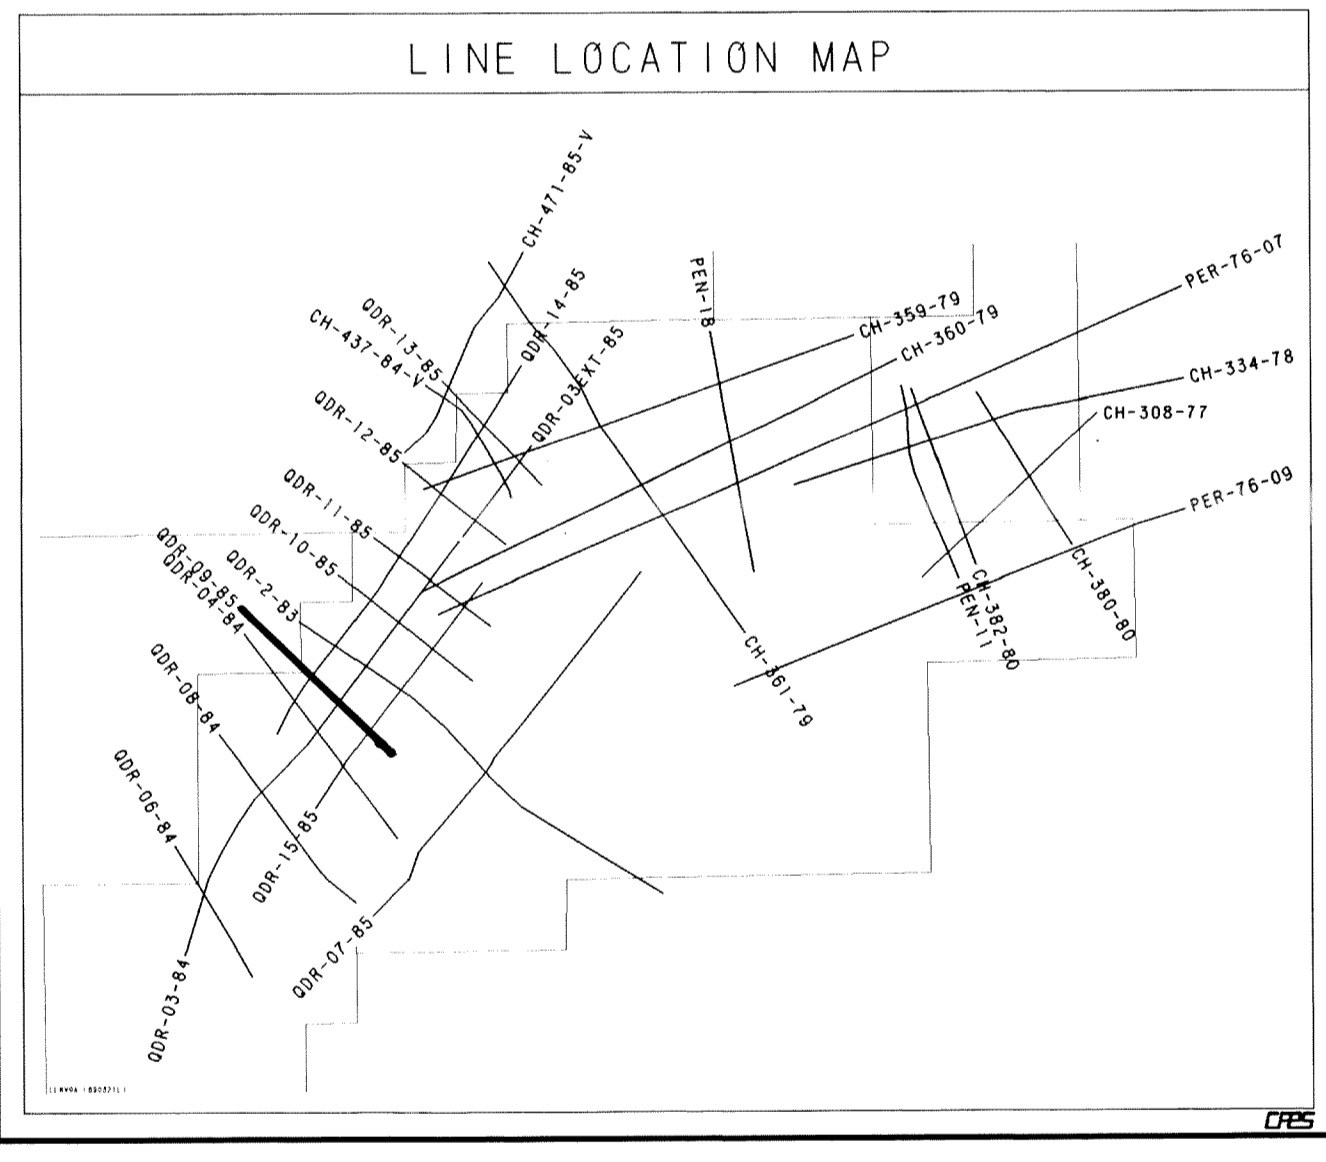 LINE LOCATION MAP
CH-471-85-V
QDR-14-85
QDR-03EXT-85
QDR-13-85
CH-437-84-V
QDR-12-85
QDR-11-85
QDR-10-85
QDR-2-83
QDR-09-85
QDR-04-84
QDR-08-84
QDR-06-84
QDR-03-84
QDR-15-85
QDR-07-85
PEN-18
CH-359-79
CH-360-79
PER-76-07
CH-334-78
CH-308-77
PER-76-09
CH-380-80
CH-382-80
PEN-11
CH-361-79
CPES